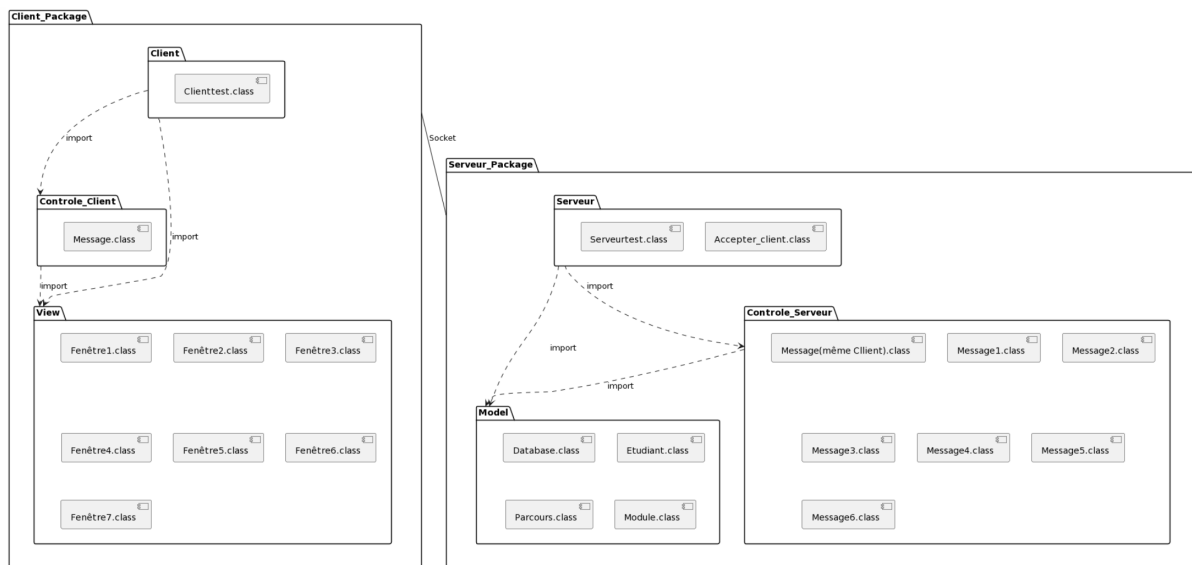 Client_Package
Client
Clienttest.class
import
Socket
Serveur_Package
Controle_Client
Message.class
import
import
View
Fenêtre1.class
Fenêtre2.class
Fenêtre3.class
Fenêtre4.class
Fenêtre5.class
Fenêtre6.class
Fenêtre7.class
Serveur
Serveurtest.class
Accepter_client.class
import
import
import
Controle_Serveur
Message(même Cllient).class
Message1.class
Message2.class
Message3.class
Message4.class
Message5.class
Message6.class
Model
Database.class
Etudiant.class
Parcours.class
Module.class